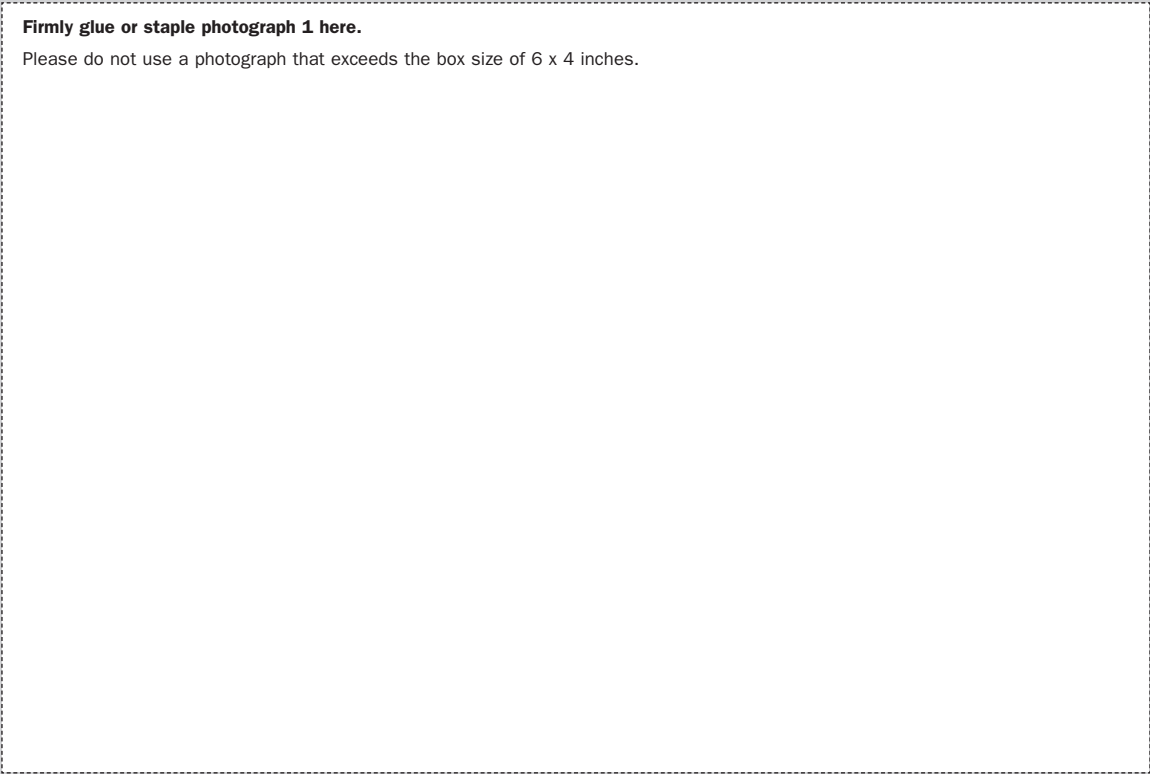 Firmly glue or staple photograph 1 here.
Please do not use a photograph that exceeds the box size of 6 x 4 inches.